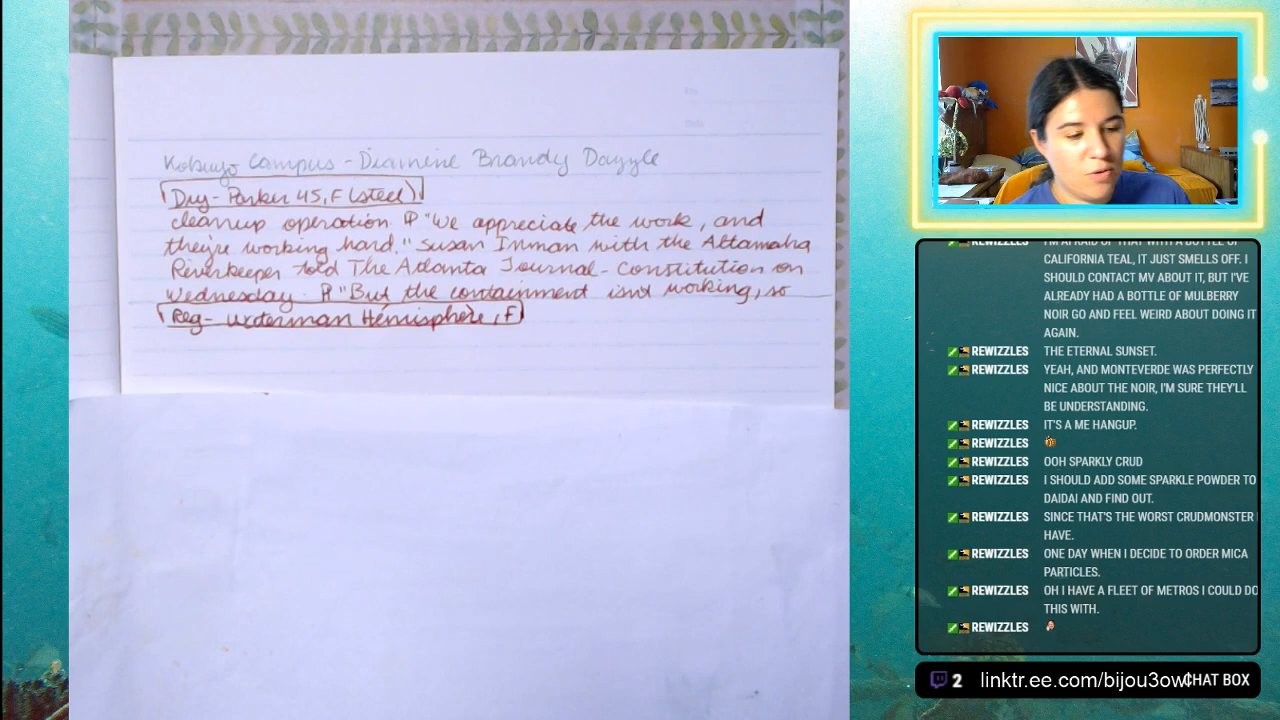 Kobuyo Campus - Diamine Brandy Dazzle
Dry - Parker 45, F (steel)
cleanup operation. ¶ "We appreciate the work, and
they're working hard." Susan Inman with the Altamaha
Riverkeeper told The Atlanta Journal-Constitution on
Wednesday. ¶ "But the containment isn't working, so
Reg - Waterman Hémisphère, F
REWIZZLES I'M AFRAID OF THAT WITH A BOTTLE OF
CALIFORNIA TEAL, IT JUST SMELLS OFF. I
SHOULD CONTACT MV ABOUT IT, BUT I'VE
ALREADY HAD A BOTTLE OF MULBERRY
NOIR GO AND FEEL WEIRD ABOUT DOING IT
AGAIN.
REWIZZLES THE ETERNAL SUNSET.
REWIZZLES YEAH, AND MONTEVERDE WAS PERFECTLY
NICE ABOUT THE NOIR, I'M SURE THEY'LL
BE UNDERSTANDING.
REWIZZLES IT'S A ME HANGUP.
REWIZZLES
REWIZZLES OOH SPARKLY CRUD
REWIZZLES I SHOULD ADD SOME SPARKLE POWDER TO
DAIDAI AND FIND OUT.
REWIZZLES SINCE THAT'S THE WORST CRUDMONSTER I
HAVE.
REWIZZLES ONE DAY WHEN I DECIDE TO ORDER MICA
PARTICLES.
REWIZZLES OH I HAVE A FLEET OF METROS I COULD DO
THIS WITH.
REWIZZLES
2 linktr.ee.com/bijou3owl CHAT BOX